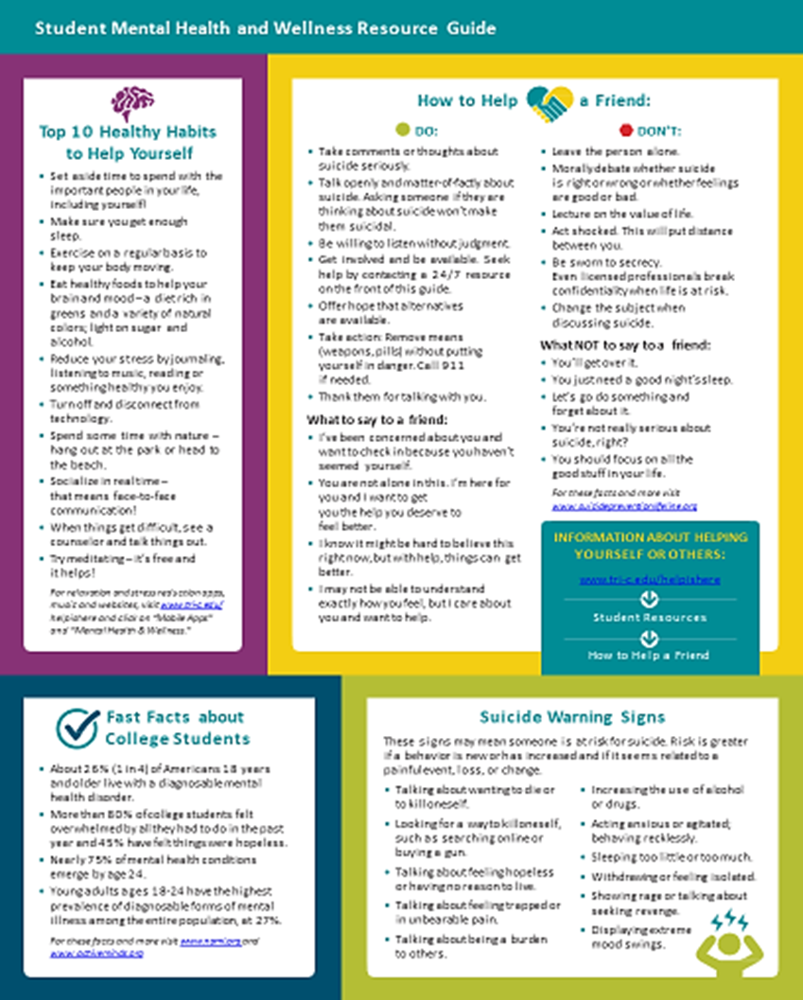 Student Mental Health and Wellness Resource Guide
Top 10 Healthy Habits
to Help Yourself
• Set aside time to spend with the
important people in your life,
including yourself!
• Make sure you get enough
sleep.
• Exercise on a regular basis to
keep your body moving.
• Eat healthy foods to help your
brain and mood – a diet rich in
greens and a variety of natural
colors; light on sugar and
alcohol.
• Reduce your stress by journaling,
listening to music, reading or
something healthy you enjoy.
• Turn off and disconnect from
technology.
• Spend some time with nature –
hang out at the park or head to
the beach.
• Socialize in real time –
that means face-to-face
communication!
• When things get difficult, see a
counselor and talk things out.
• Try meditating – it's free and
it helps!
For relaxation and stress reduction apps,
music and websites, visit www.tri-c.edu/
helpishere and click on "Mobile Apps"
and "Mental Health & Wellness."
How to Help a Friend:
DO:
• Take comments or thoughts about
suicide seriously.
• Talk openly and matter-of-factly about
suicide. Asking someone if they are
thinking about suicide won't make
them suicidal.
• Be willing to listen without judgment.
• Get involved and be available. Seek
help by contacting a 24/7 resource
on the front of this guide.
• Offer hope that alternatives
are available.
• Take action: Remove means
(weapons, pills) without putting
yourself in danger. Call 911
if needed.
• Thank them for talking with you.
What to say to a friend:
• I've been concerned about you and
want to check in because you haven't
seemed yourself.
• You are not alone in this. I'm here for
you and I want to get
you the help you deserve to
feel better.
• I know it might be hard to believe this
right now, but with help, things can get
better.
• I may not be able to understand
exactly how you feel, but I care about
you and want to help.
DON'T:
• Leave the person alone.
• Morally debate whether suicide
is right or wrong or whether feelings
are good or bad.
• Lecture on the value of life.
• Act shocked. This will put distance
between you.
• Be sworn to secrecy.
Even licensed professionals break
confidentiality when life is at risk.
• Change the subject when
discussing suicide.
What NOT to say to a friend:
• You'll get over it.
• You just need a good night's sleep.
• Let's go do something and
forget about it.
• You're not really serious about
suicide, right?
• You should focus on all the
good stuff in your life.
For these facts and more visit
www.suicidepreventionlifeline.org
INFORMATION ABOUT HELPING
YOURSELF OR OTHERS:
www.tri-c.edu/helpishere
Student Resources
How to Help a Friend
Fast Facts about
College Students
• About 26% (1 in 4) of Americans 18 years
and older live with a diagnosable mental
health disorder.
• More than 80% of college students felt
overwhelmed by all they had to do in the past
year and 45% have felt things were hopeless.
• Nearly 75% of mental health conditions
emerge by age 24.
• Young adults ages 18-24 have the highest
prevalence of diagnosable forms of mental
illness among the entire population, at 27%.
For these facts and more visit www.nami.org and
www.activeminds.org
Suicide Warning Signs
These signs may mean someone is at risk for suicide. Risk is greater
if a behavior is new or has increased and if it seems related to a
painful event, loss, or change.
• Talking about wanting to die or
to kill oneself.
• Looking for a way to kill oneself,
such as searching online or
buying a gun.
• Talking about feeling hopeless
or having no reason to live.
• Talking about feeling trapped or
in unbearable pain.
• Talking about being a burden
to others.
• Increasing the use of alcohol
or drugs.
• Acting anxious or agitated;
behaving recklessly.
• Sleeping too little or too much.
• Withdrawing or feeling isolated.
• Showing rage or talking about
seeking revenge.
• Displaying extreme
mood swings.